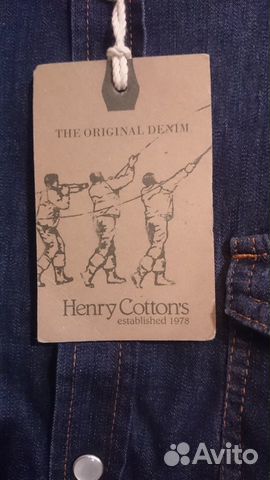 THE ORIGINAL DENIM
Henry Cotton's
established 1978
Avito